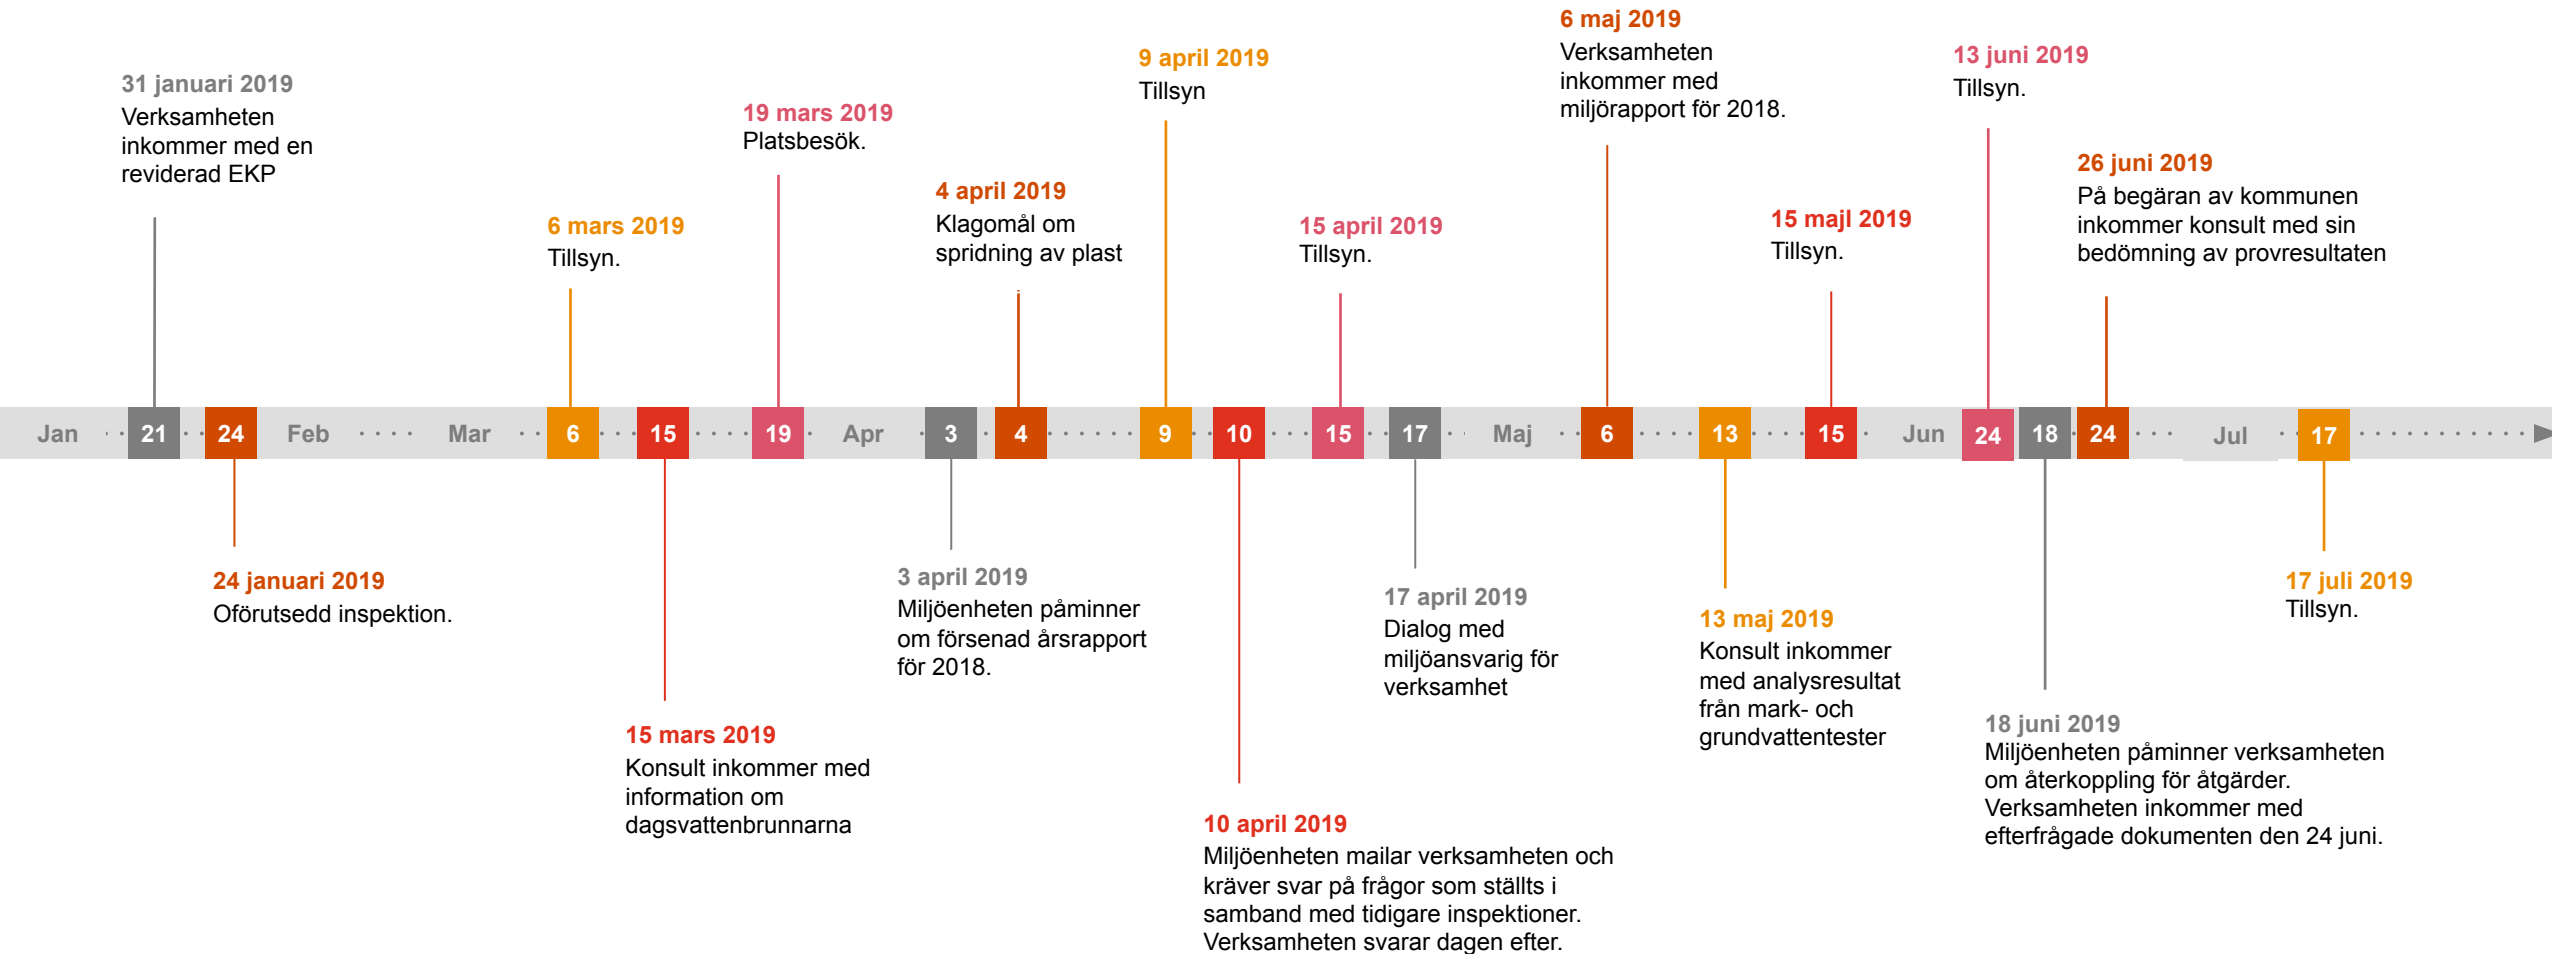 6 maj 2019
Verksamheten
inkommer med
miljörapport för 2018.
9 april 2019
Tillsyn
13 juni 2019
Tillsyn.
31 januari 2019
Verksamheten
inkommer med en
reviderad EKP
19 mars 2019
Platsbesök.
26 juni 2019
På begäran av kommunen
inkommer konsult med sin
bedömning av provresultaten
4 april 2019
Klagomål om
spridning av plast
6 mars 2019
Tillsyn.
15 april 2019
Tillsyn.
15 majl 2019
Tillsyn.
Jan 21 24 Feb Mar 6 15 19 Apr 3 4 9 10 15 17 Maj 6 13 15 Jun 24 18 24 Jul 17
24 januari 2019
Oförutsedd inspektion.
3 april 2019
Miljöenheten påminner
om försenad årsrapport
för 2018.
17 april 2019
Dialog med
miljöansvarig för
verksamhet
13 maj 2019
Konsult inkommer
med analysresultat
från mark- och
grundvattentester
17 juli 2019
Tillsyn.
15 mars 2019
Konsult inkommer med
information om
dagsvattenbrunnarna
18 juni 2019
Miljöenheten påminner verksamheten
om återkoppling för åtgärder.
Verksamheten inkommer med
efterfrågade dokumenten den 24 juni.
10 april 2019
Miljöenheten mailar verksamheten och
kräver svar på frågor som ställts i
samband med tidigare inspektioner.
Verksamheten svarar dagen efter.